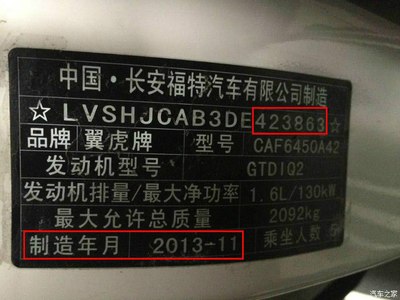 中国·长安福特汽车有限公司制造
☆LVSHJCAB3DE423863☆
品牌 翼虎牌 型号 CAF6450A42
发动机型号 GTDIQ2
发动机排量/最大净功率 1.6L/130kW
最大允许总质量 2092kg
制造年月 2013-11 乘坐人数 5
汽车之家